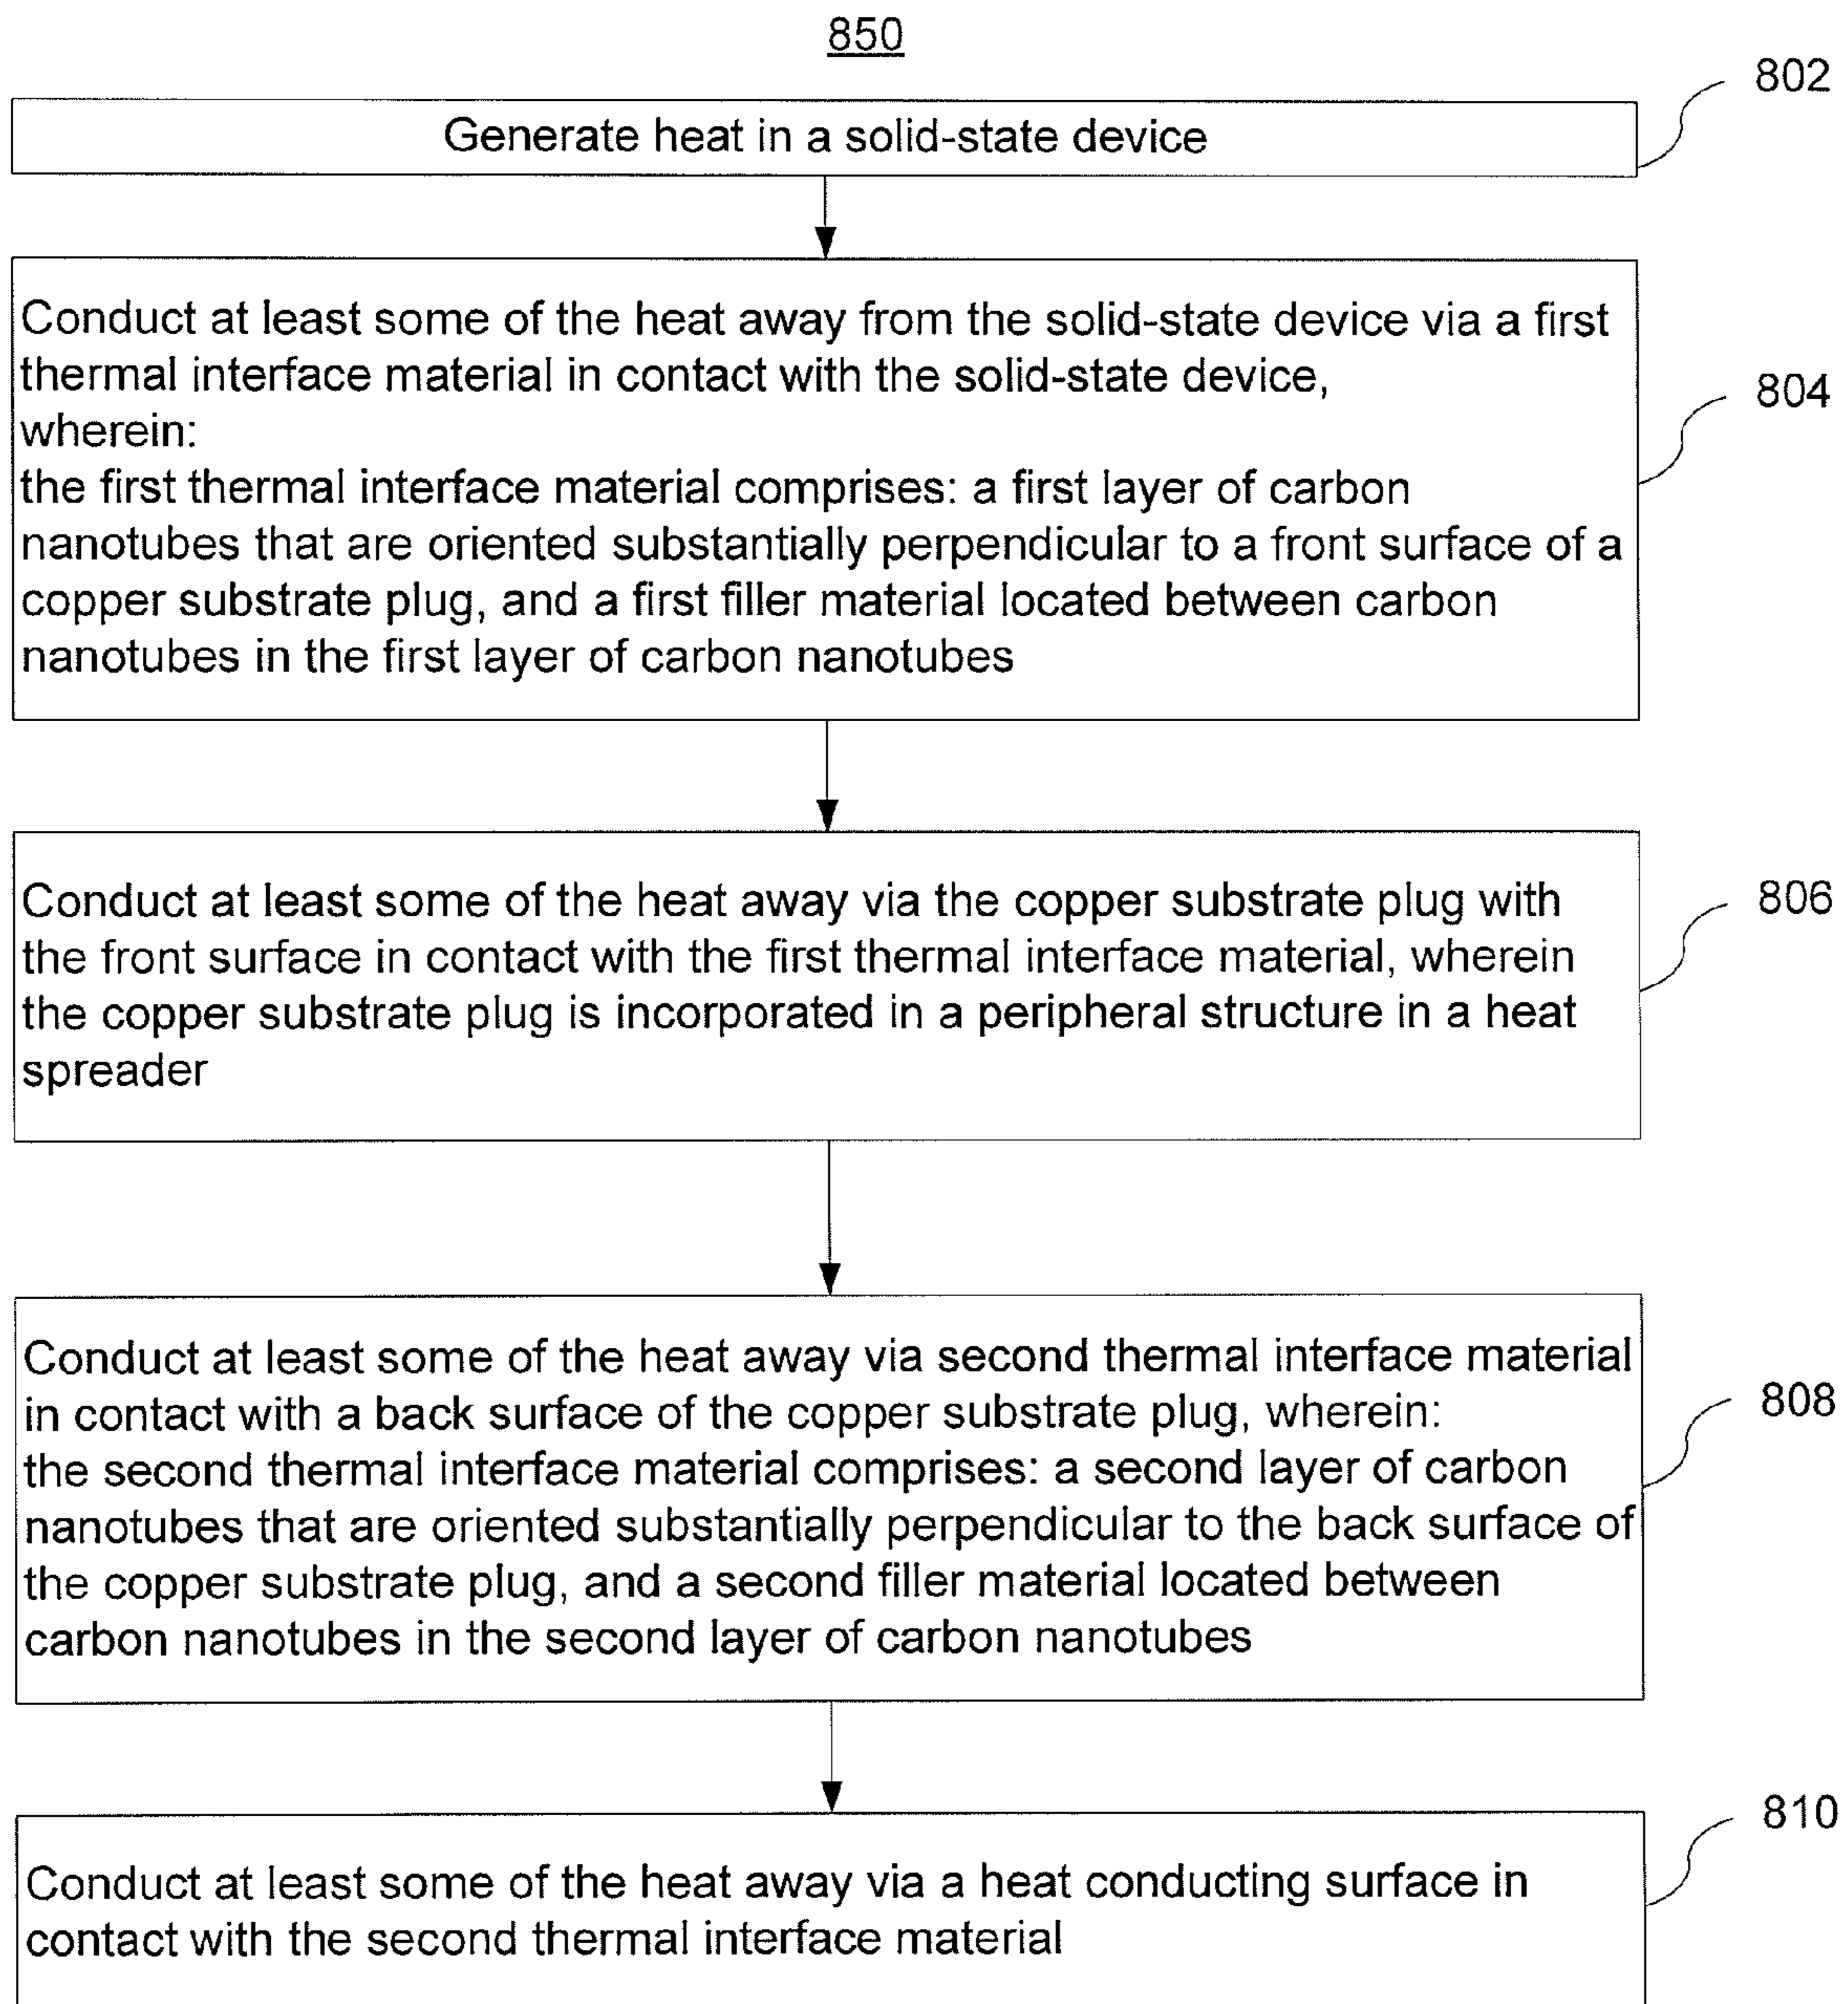 850
802
Generate heat in a solid-state device
Conduct at least some of the heat away from the solid-state device via a first
thermal interface material in contact with the solid-state device,
804
wherein:
the first thermal interface material comprises: a first layer of carbon
nanotubes that are oriented substantially perpendicular to a front surface of a
copper substrate plug, and a first filler material located between carbon
nanotubes in the first layer of carbon nanotubes
Conduct at least some of the heat away via the copper substrate plug with
806
the front surface in contact with the first thermal interface material, wherein
the copper substrate plug is incorporated in a peripheral structure in a heat
spreader
Conduct at least some of the heat away via second thermal interface material
in contact with a back surface of the copper substrate plug, wherein:
808
the second thermal interface material comprises: a second layer of carbon
nanotubes that are oriented substantially perpendicular to the back surface of
the copper substrate plug, and a second filler material located between
carbon nanotubes in the second layer of carbon nanotubes
810
Conduct at least some of the heat away via a heat conducting surface in
contact with the second thermal interface material